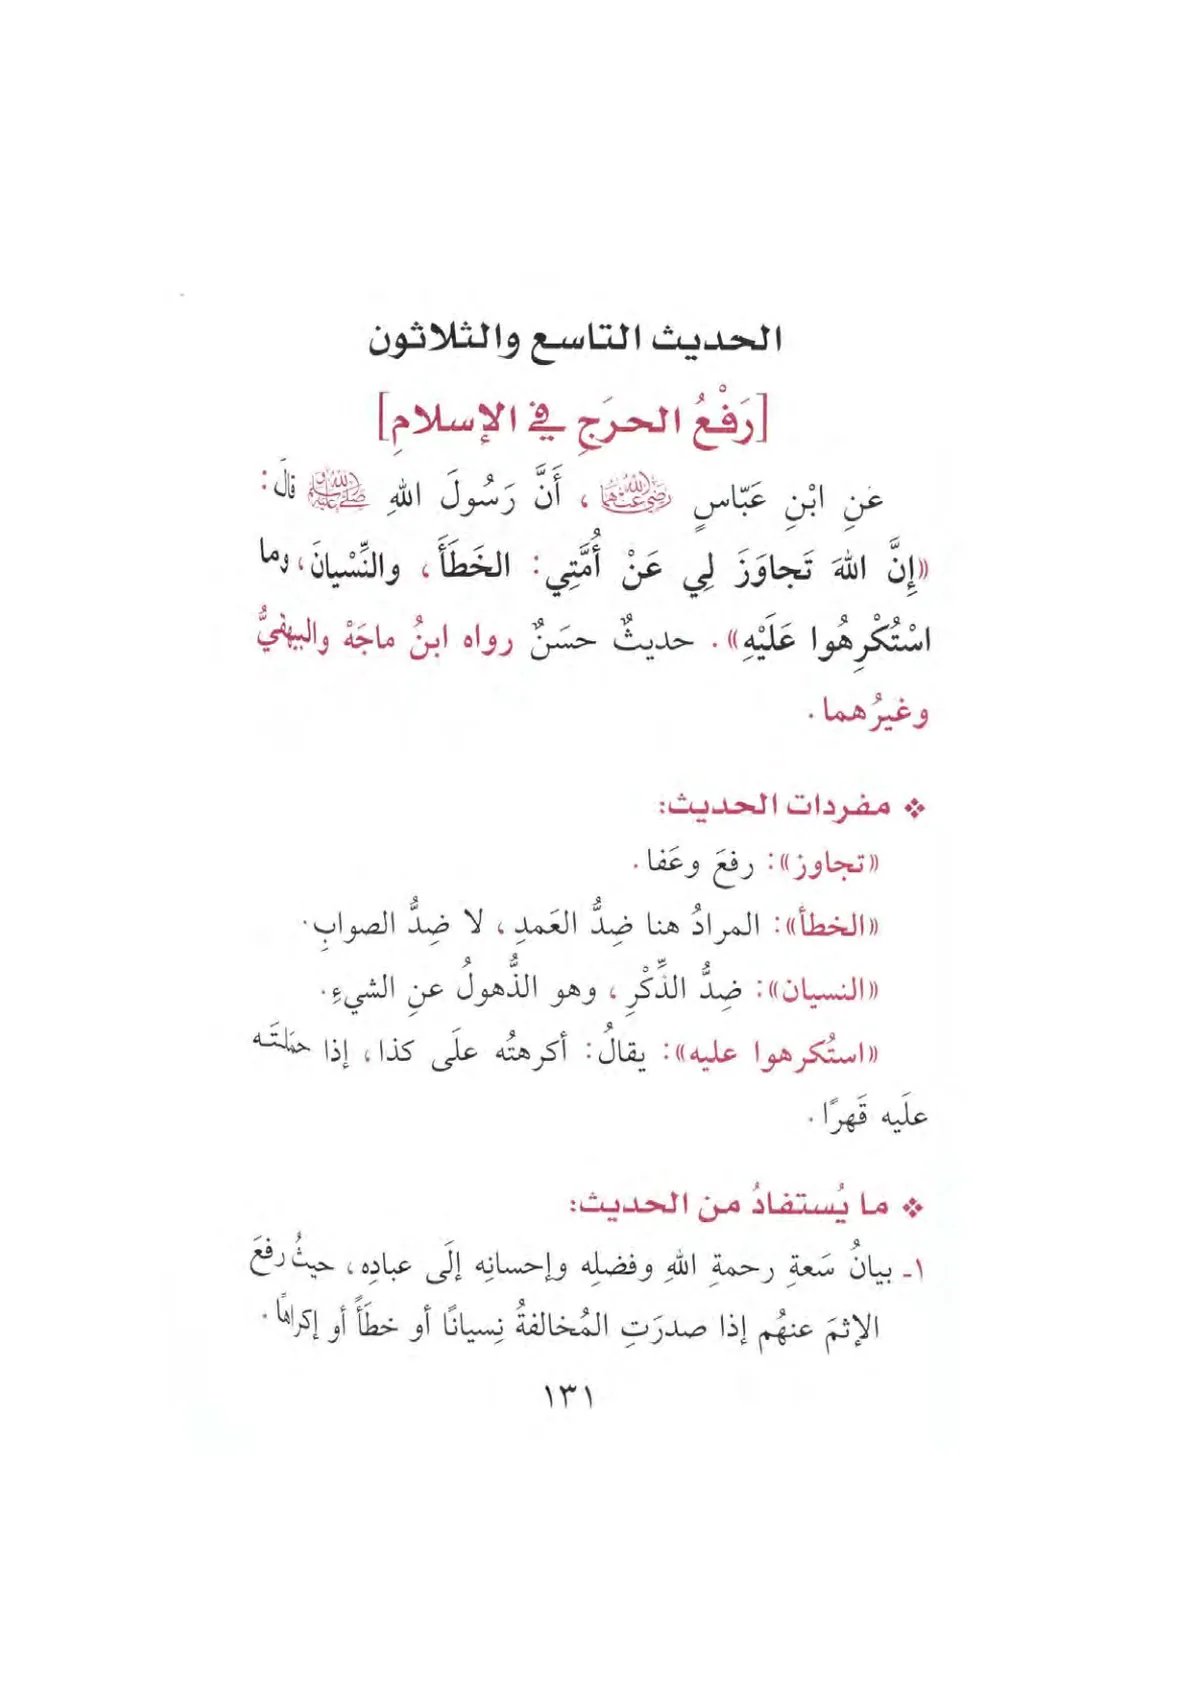 الحديث التاسع والثلاثون
[رَفْعُ الحرَجِ في الإسلامِ]
عَنِ ابْنِ عَبّاسٍ رضي الله عنهما، أَنَّ رَسُولَ اللهِ ﷺ قالَ:
«إِنَّ اللهَ تَجاوَزَ لِي عَنْ أُمَّتِي: الخَطَأَ، والنِّسْيانَ، وما
اسْتُكْرِهُوا عَلَيْهِ». حديثٌ حسَنٌ رواه ابنُ ماجَهْ والبيهقيُّ
وغيرُهما.
❖ مفردات الحديث:
«تجاوز»: رفعَ وعَفا.
«الخطأ»: المرادُ هنا ضِدُّ العَمدِ، لا ضِدُّ الصوابِ.
«النسيان»: ضِدُّ الذِّكْرِ، وهو الذُّهولُ عنِ الشيءِ.
«استُكرهوا عليه»: يقالُ: أكرهتُه علَى كذا، إذا حمَلتَه
علَيه قَهرًا.
❖ ما يُستفادُ من الحديث:
١ـ بيانُ سَعةِ رحمةِ اللهِ وفضلِه وإحسانِه إلَى عبادِه، حيثُ رفعَ
الإثمَ عنهُم إذا صدرَتِ المُخالفةُ نِسيانًا أو خطَأً أو إكراهًا.
١٣١